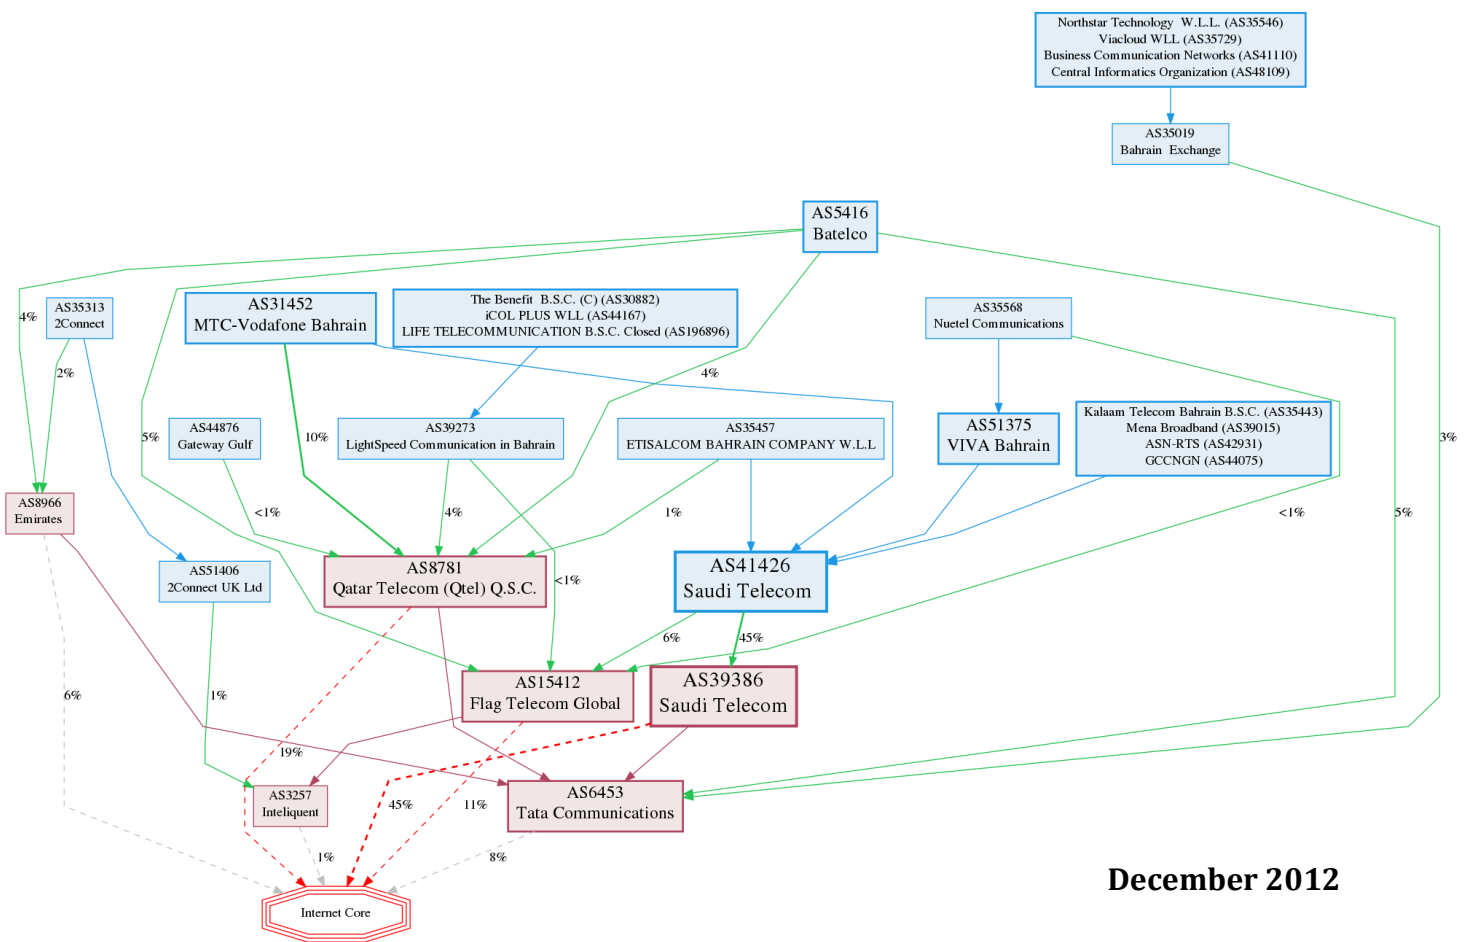 Northstar Technology W.L.L. (AS35546)
Viacloud WLL (AS35729)
Business Communication Networks (AS41110)
Central Informatics Organization (AS48109)
AS35019
Bahrain Exchange
AS5416
Batelco
AS35313
2Connect
AS31452
MTC-Vodafone Bahrain
The Benefit B.S.C. (C) (AS30882)
iCOL PLUS WLL (AS44167)
LIFE TELECOMMUNICATION B.S.C. Closed (AS196896)
AS35568
Nuetel Communications
4%
2%
4%
AS44876
Gateway Gulf
AS39273
LightSpeed Communication in Bahrain
AS35457
ETISALCOM BAHRAIN COMPANY W.L.L
AS51375
VIVA Bahrain
Kalaam Telecom Bahrain B.S.C. (AS35443)
Mena Broadband (AS39015)
ASN-RTS (AS42931)
GCCNGN (AS44075)
5%
10%
3%
AS8966
Emirates
<1%
4%
1%
<1%
5%
AS51406
2Connect UK Ltd
AS8781
Qatar Telecom (Qtel) Q.S.C.
<1%
AS41426
Saudi Telecom
6%
45%
6%
1%
AS15412
Flag Telecom Global
AS39386
Saudi Telecom
19%
AS3257
Inteliquent
45%
11%
AS6453
Tata Communications
1%
8%
December 2012
Internet Core